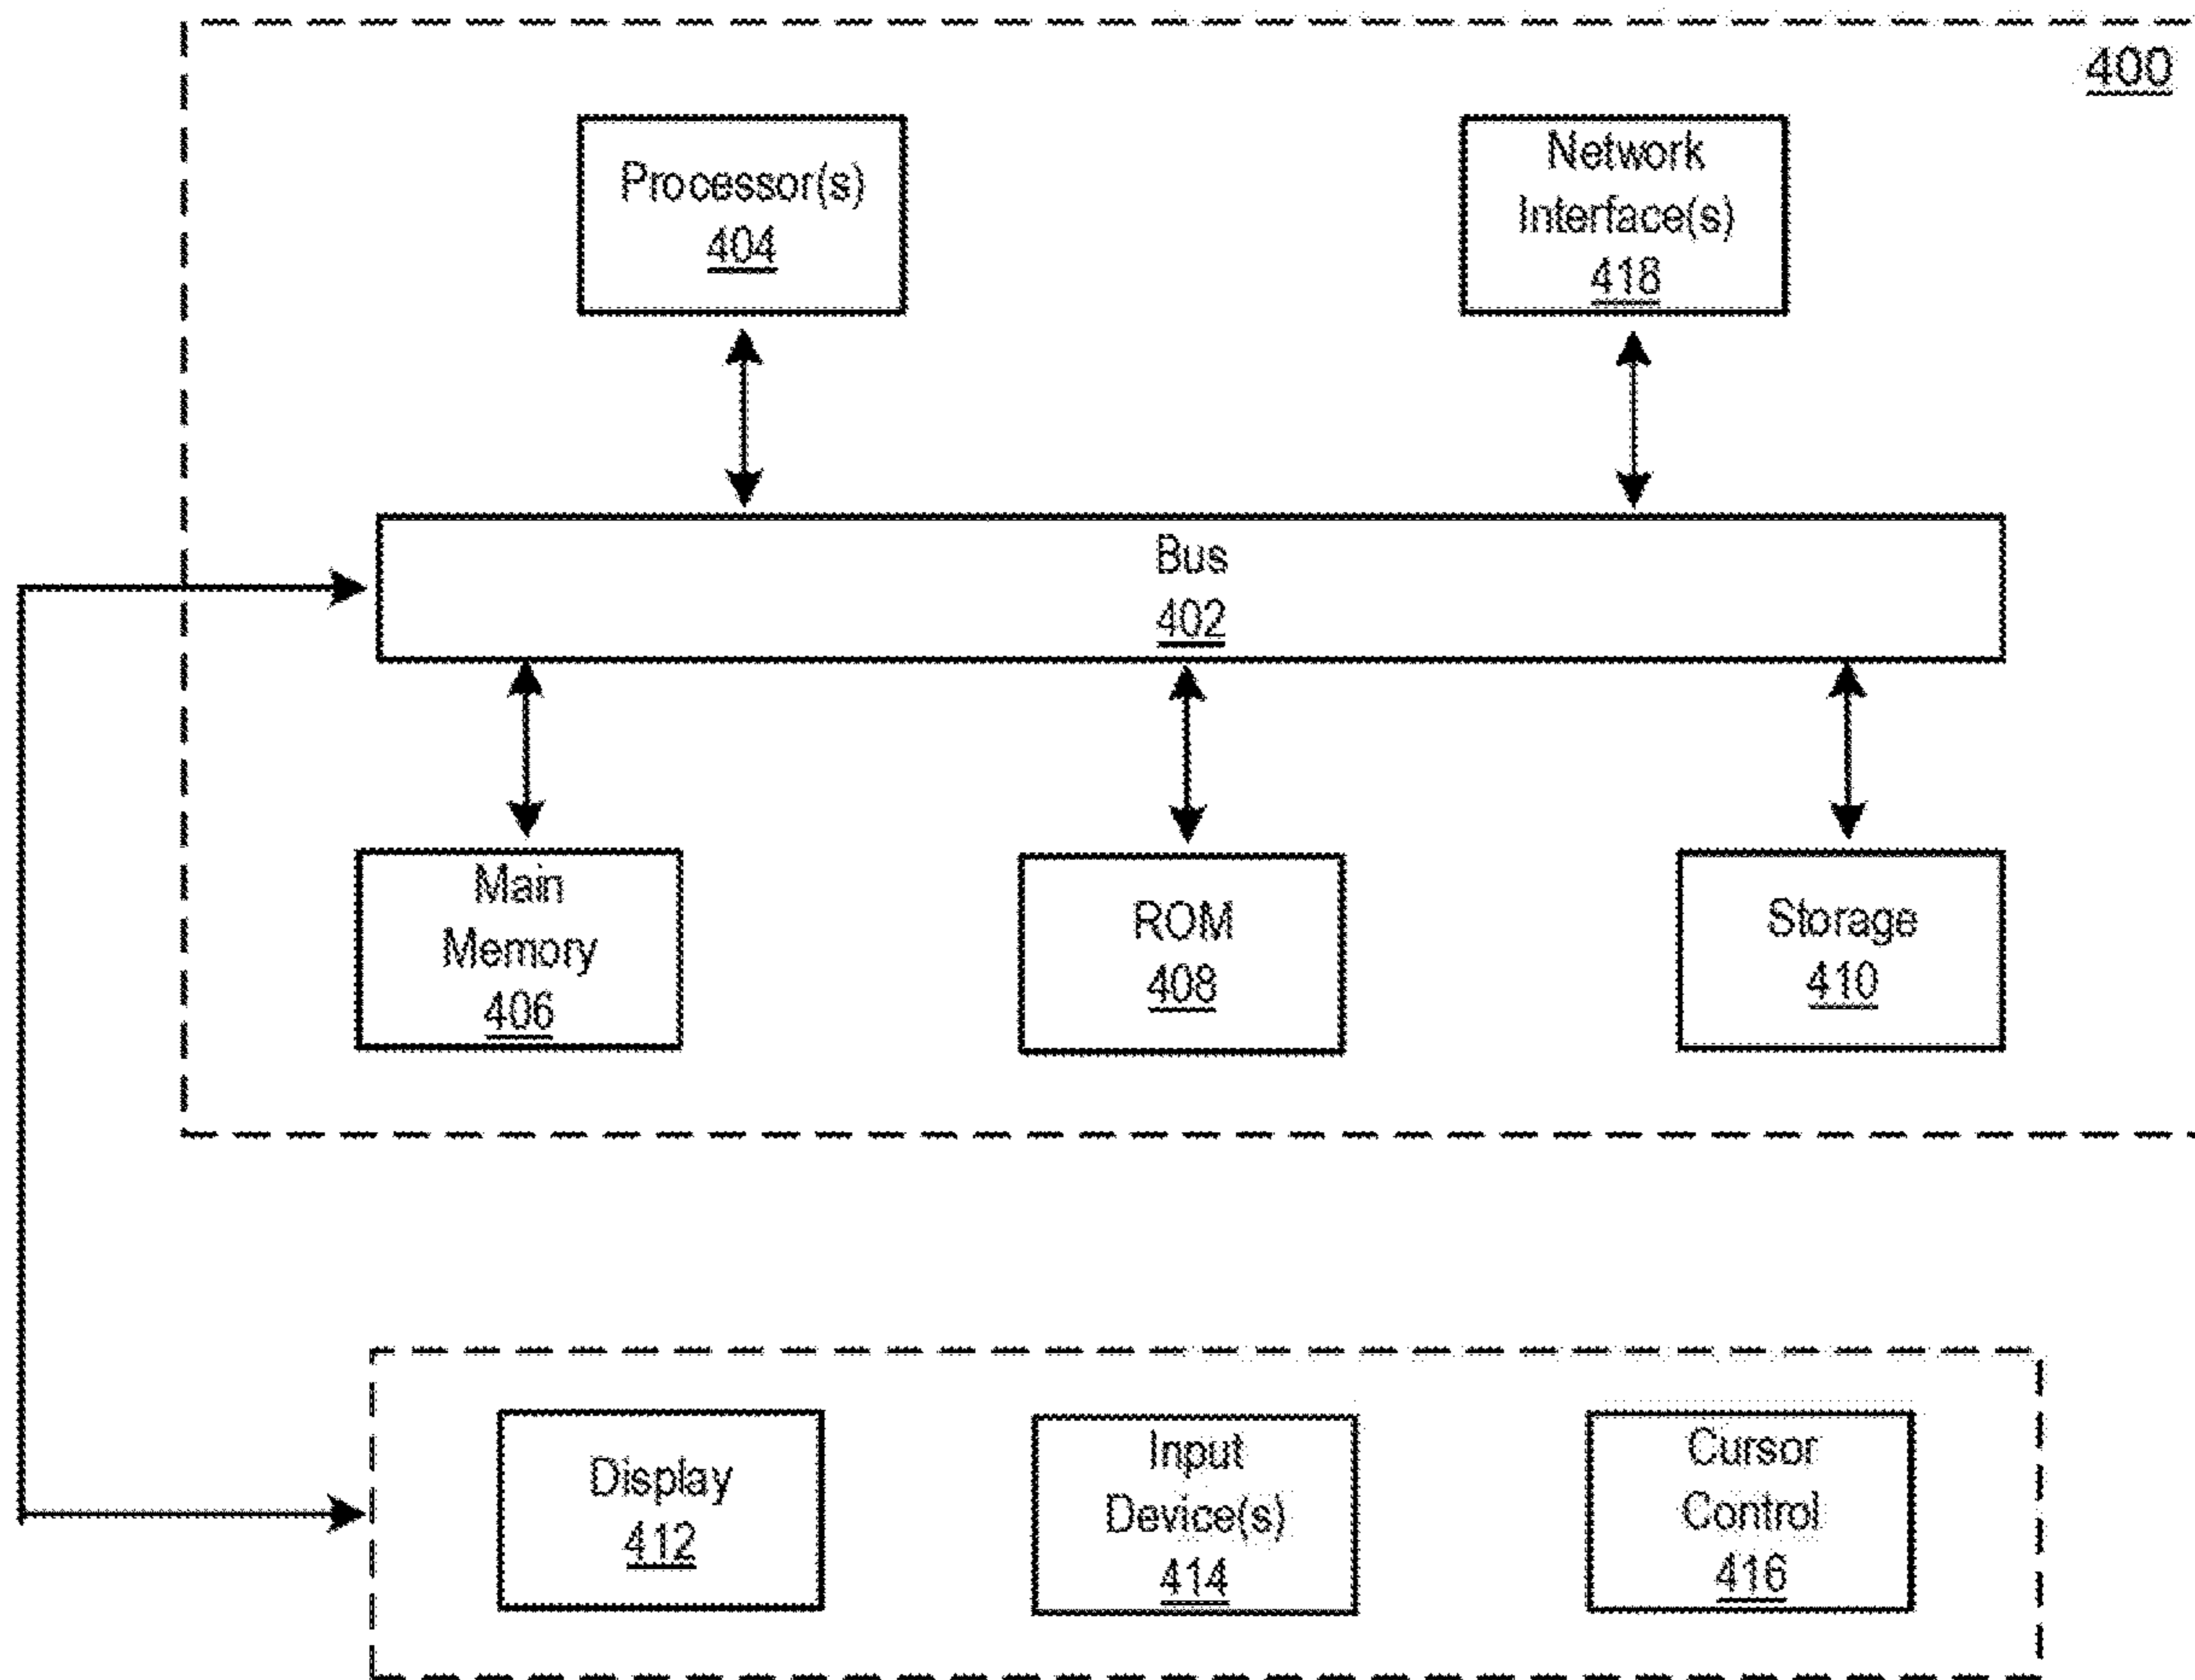 400
Processor(s)
404
Network
Interface(s)
418
Bus
402
Main
Memory
406
ROM
408
Storage
410
Display
412
Input
Device(s)
414
Cursor
Control
416